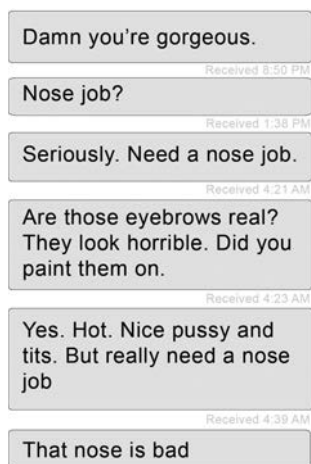 Damn you're gorgeous.
Received 8:50 PM
Nose job?
Received 1:38 PM
Seriously. Need a nose job.
Received 4:21 AM
Are those eyebrows real?
They look horrible. Did you
paint them on.
Received 4:23 AM
Yes. Hot. Nice pussy and
tits. But really need a nose
job
Received 4:39 AM
That nose is bad